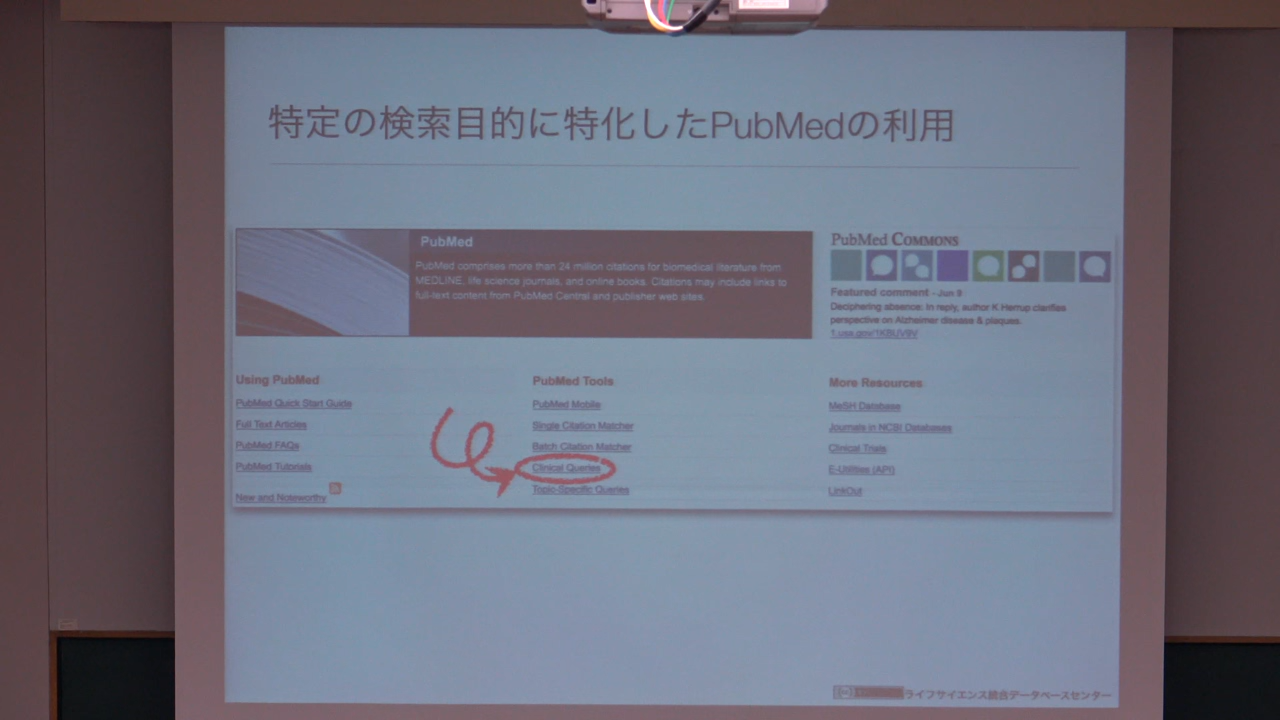 特定の検索目的に特化したPubMedの利用
PubMed
PubMed comprises more than 24 million citations for biomedical literature from
MEDLINE, life science journals, and online books. Citations may include links to
full-text content from PubMed Central and publisher web sites.
PubMed COMMONS
Featured comment - Jun 9
Deciphering absence: In reply, author K Herrup clarifies
perspective on Alzheimer disease & plaques.
1.usa.gov/1KBUV8V
Using PubMed
PubMed Quick Start Guide
Full Text Articles
PubMed FAQs
PubMed Tutorials
New and Noteworthy
PubMed Tools
PubMed Mobile
Single Citation Matcher
Batch Citation Matcher
Clinical Queries
Topic-Specific Queries
More Resources
MeSH Database
Journals in NCBI Databases
Clinical Trials
E-Utilities (API)
LinkOut
ライフサイエンス統合データベースセンター